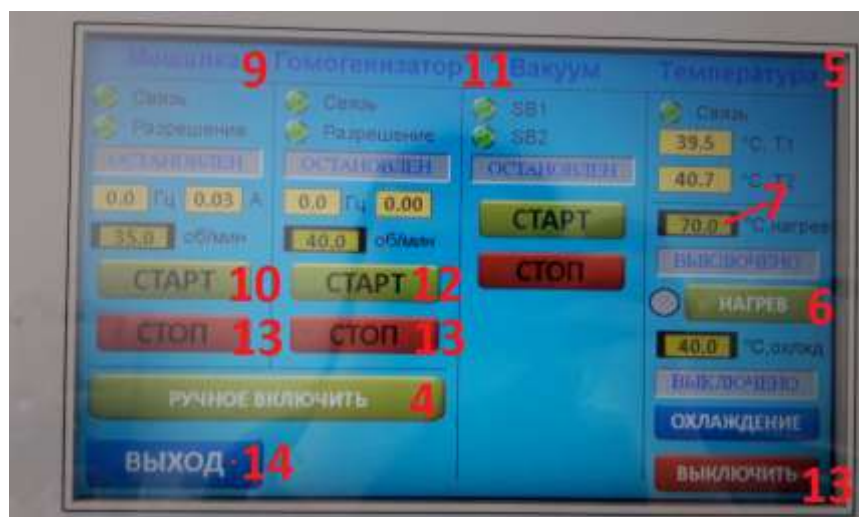 Мешалка 9 Гомогенизатор 11 Вакуум Температура 5
Связь Связь SB1 Связь
Разрешение Разрешение SB2 39,5 °C, T1
ОСТАНОВЛЕН ОСТАНОВЛЕН ОСТАНОВЛЕН 40.7 °C, T2
0.0 Гц 0.03 А 0.0 Гц 0.00 7
35.0 об/мин 40.0 об/мин СТАРТ 70.0 °C,нагрев
СТАРТ 10 СТАРТ 12 СТОП ВЫКЛЮЧЕНО
НАГРЕВ 6
СТОП 13 СТОП 13 40.0 °C,охлжд
РУЧНОЕ ВКЛЮЧИТЬ 4 ВЫКЛЮЧЕНО
ОХЛАЖДЕНИЕ
ВЫХОД 14 ВЫКЛЮЧИТЬ 13